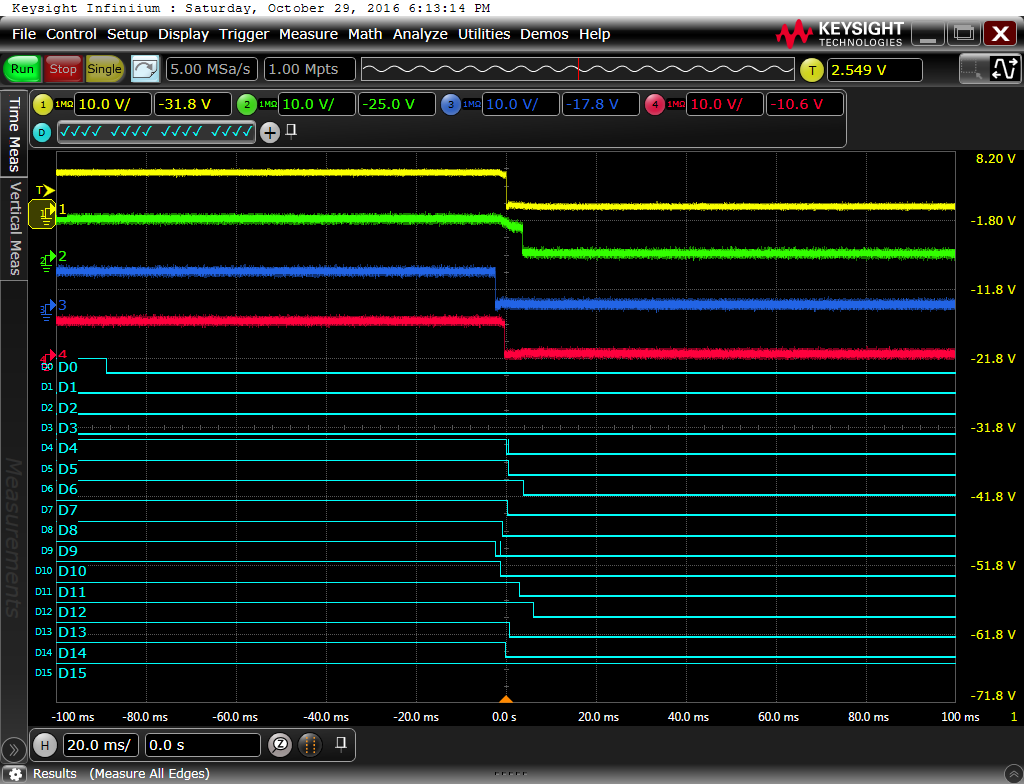 Keysight Infiniium : Saturday, October 29, 2016 6:13:14 PM
File Control Setup Display Trigger Measure Math Analyze Utilities Demos Help
KEYSIGHT TECHNOLOGIES
Run Stop Single 5.00 MSa/s 1.00 Mpts T 2.549 V
1 1MΩ 10.0 V/ -31.8 V 2 1MΩ 10.0 V/ -25.0 V 3 1MΩ 10.0 V/ -17.8 V 4 1MΩ 10.0 V/ -10.6 V
D
Time Meas
Vertical Meas
Measurements
8.20 V
T
1 1
-1.80 V
2 2
-11.8 V
3 3
4 4
-21.8 V
D0 D0
D1 D1
D2 D2
D3 D3
-31.8 V
D4 D4
D5 D5
D6 D6
-41.8 V
D7 D7
D8 D8
D9 D9
-51.8 V
D10 D10
D11 D11
D12 D12
D13 D13
-61.8 V
D14 D14
D15 D15
-71.8 V
-100 ms -80.0 ms -60.0 ms -40.0 ms -20.0 ms 0.0 s 20.0 ms 40.0 ms 60.0 ms 80.0 ms 100 ms 1
H 20.0 ms/ 0.0 s
Results (Measure All Edges)